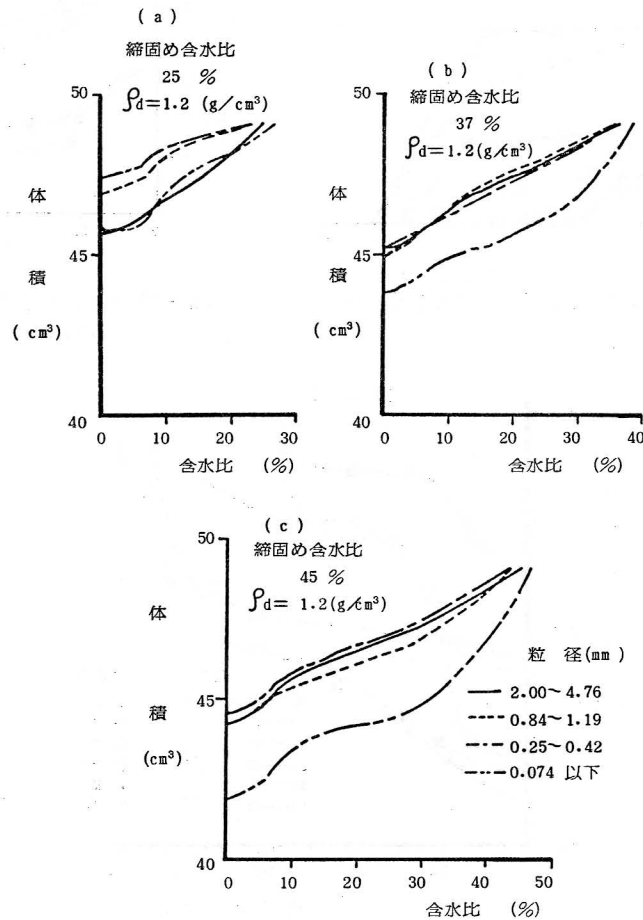 (a)
締固め含水比
25 %
ρd=1.2 (g/cm³)
50
体
45
積
(cm³)
40
0 10 20 30
含水比 (%)
(b)
締固め含水比
37 %
ρd=1.2(g/cm³)
50
体
45
積
(cm³)
40
0 10 20 30 40
含水比 (%)
(c)
締固め含水比
45 %
ρd= 1.2(g/cm³)
50
体
45
積
(cm³)
40
0 10 20 30 40 50
含水比 (%)
粒 径(mm)
2.00~4.76
0.84~1.19
0.25~0.42
0.074 以下